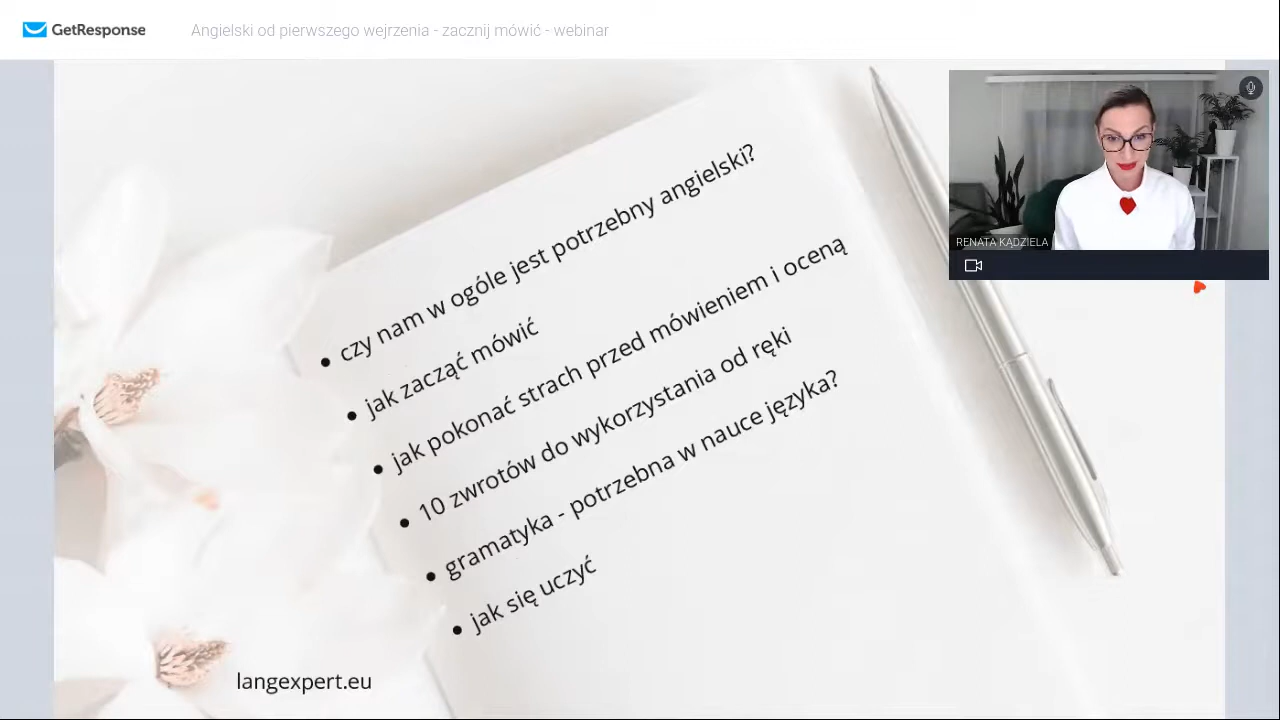 GetResponse
Angielski od pierwszego wejrzenia - zacznij mówić - webinar
RENATA KĄDZIELA
czy nam w ogóle jest potrzebny angielski?
jak zacząć mówić
jak pokonać strach przed mówieniem i oceną
10 zwrotów do wykorzystania od ręki
gramatyka - potrzebna w nauce języka?
jak się uczyć
langexpert.eu